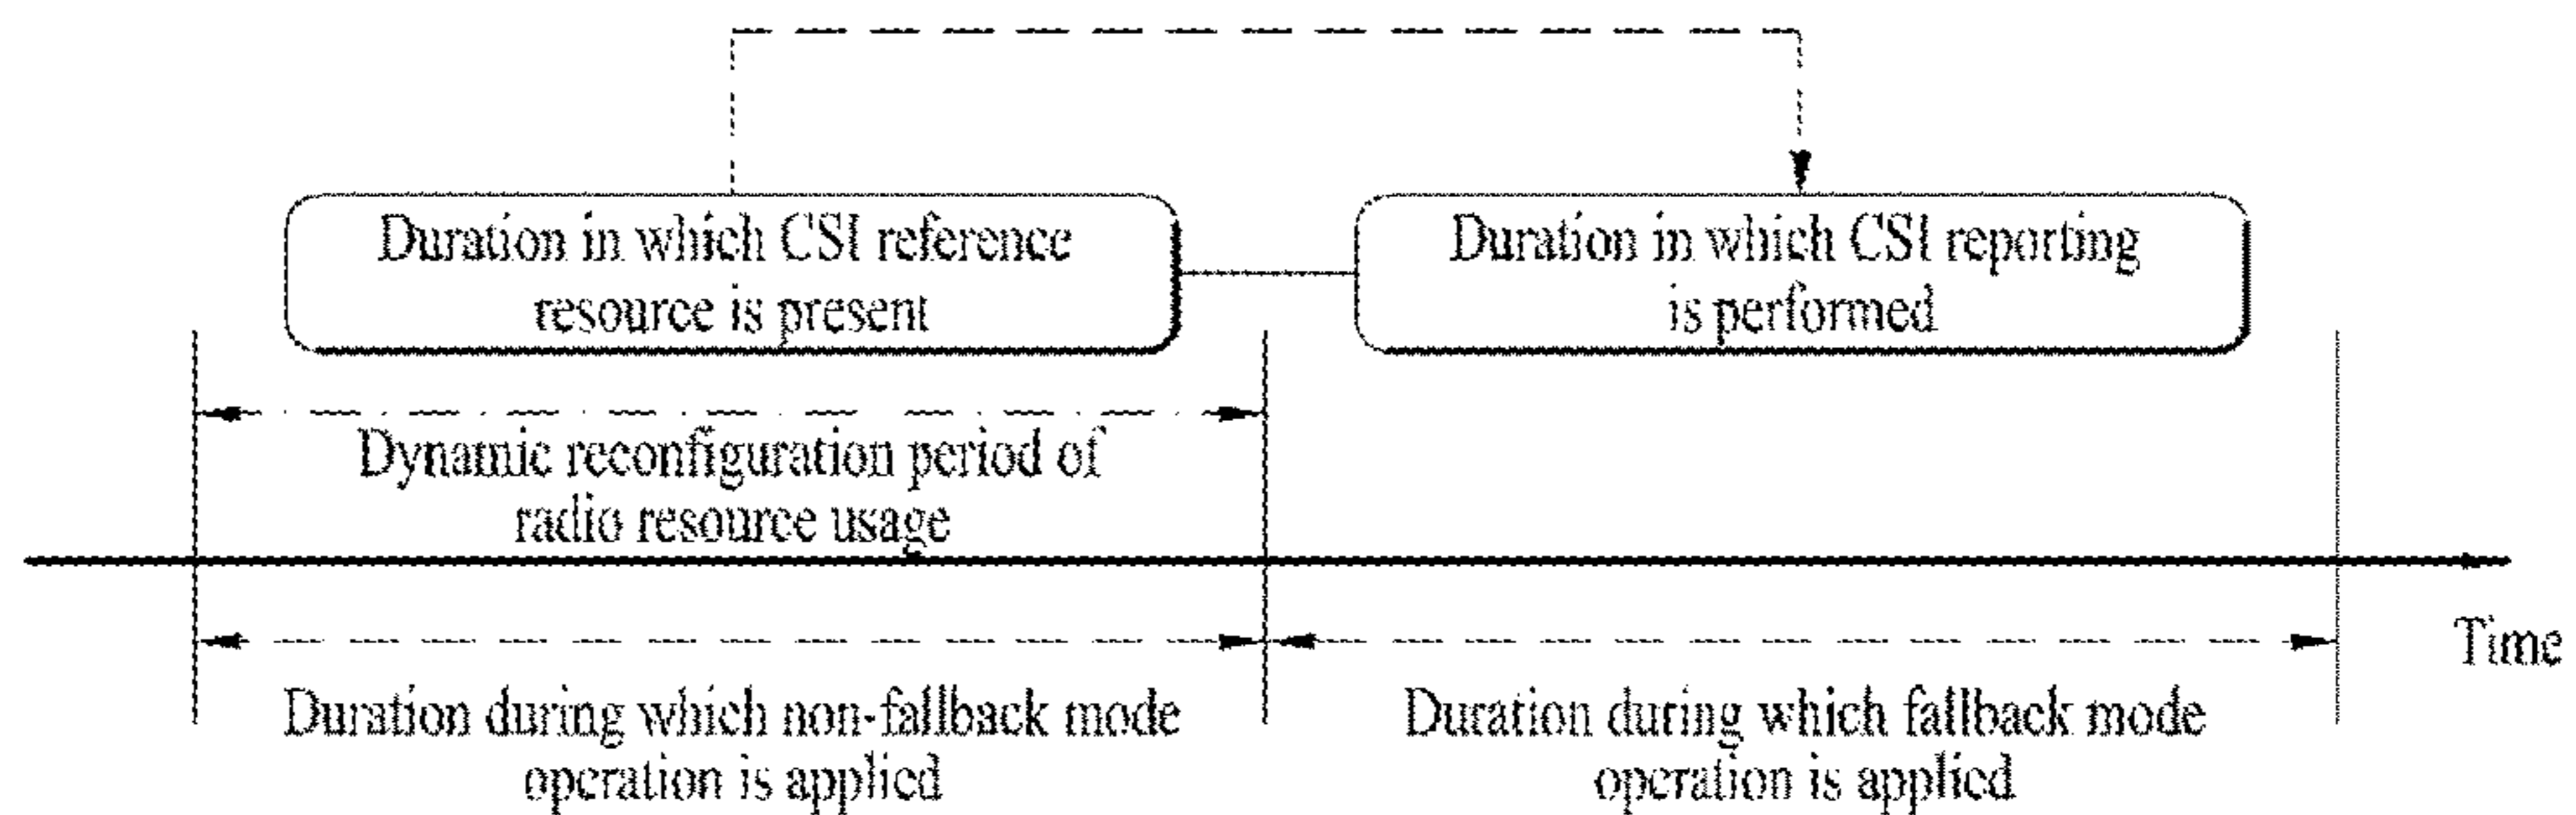 Duration in which CSI reference
resource is present
Duration in which CSI reporting
is performed
Dynamic reconfiguration period of
radio resource usage
Time
Duration during which non-fallback mode
operation is applied
Duration during which fallback mode
operation is applied